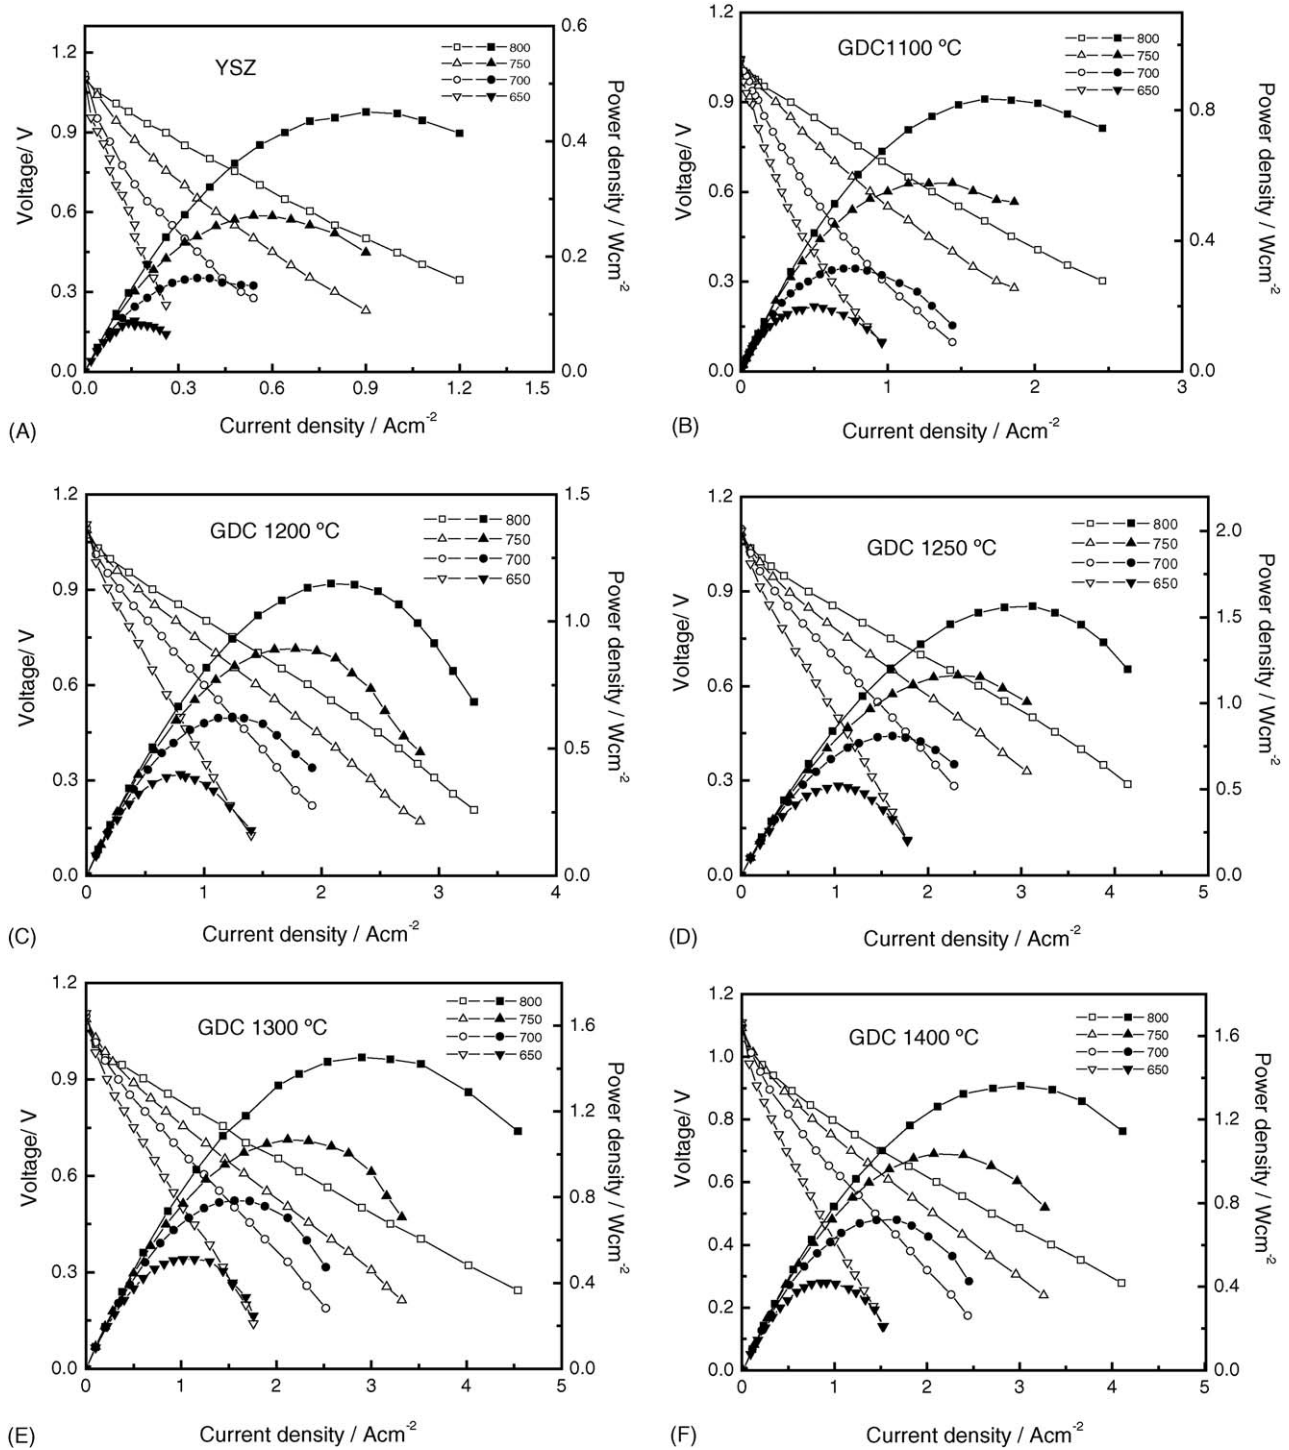 YSZ
800
750
700
650
1.2
0.9
0.6
0.3
0.0
0.6
0.4
0.2
0.0
0.0 0.3 0.6 0.9 1.2 1.5
Voltage/ V
Power density / Wcm-2
Current density / Acm-2
(A)
GDC1100 ºC
800
750
700
650
1.2
0.9
0.6
0.3
0.0
0.8
0.4
0.0
0 1 2 3
Voltage/ V
Power density / Wcm-2
Current density / Acm-2
(B)
GDC 1200 ºC
800
750
700
650
1.2
0.9
0.6
0.3
0.0
1.5
1.0
0.5
0.0
0 1 2 3 4
Voltage/ V
Power density / Wcm-2
Current density / Acm-2
(C)
GDC 1250 ºC
800
750
700
650
1.2
0.9
0.6
0.3
0.0
2.0
1.5
1.0
0.5
0.0
0 1 2 3 4 5
Voltage/ V
Power density / Wcm-2
Current density / Acm-2
(D)
GDC 1300 ºC
800
750
700
650
1.2
0.9
0.6
0.3
0.0
1.6
1.2
0.8
0.4
0.0
0 1 2 3 4 5
Voltage/ V
Power density / Wcm-2
Current density / Acm-2
(E)
GDC 1400 ºC
800
750
700
650
1.2
1.0
0.8
0.6
0.4
0.2
0.0
1.6
1.2
0.8
0.4
0.0
0 1 2 3 4 5
Voltage/ V
Power density / Wcm-2
Current density / Acm-2
(F)